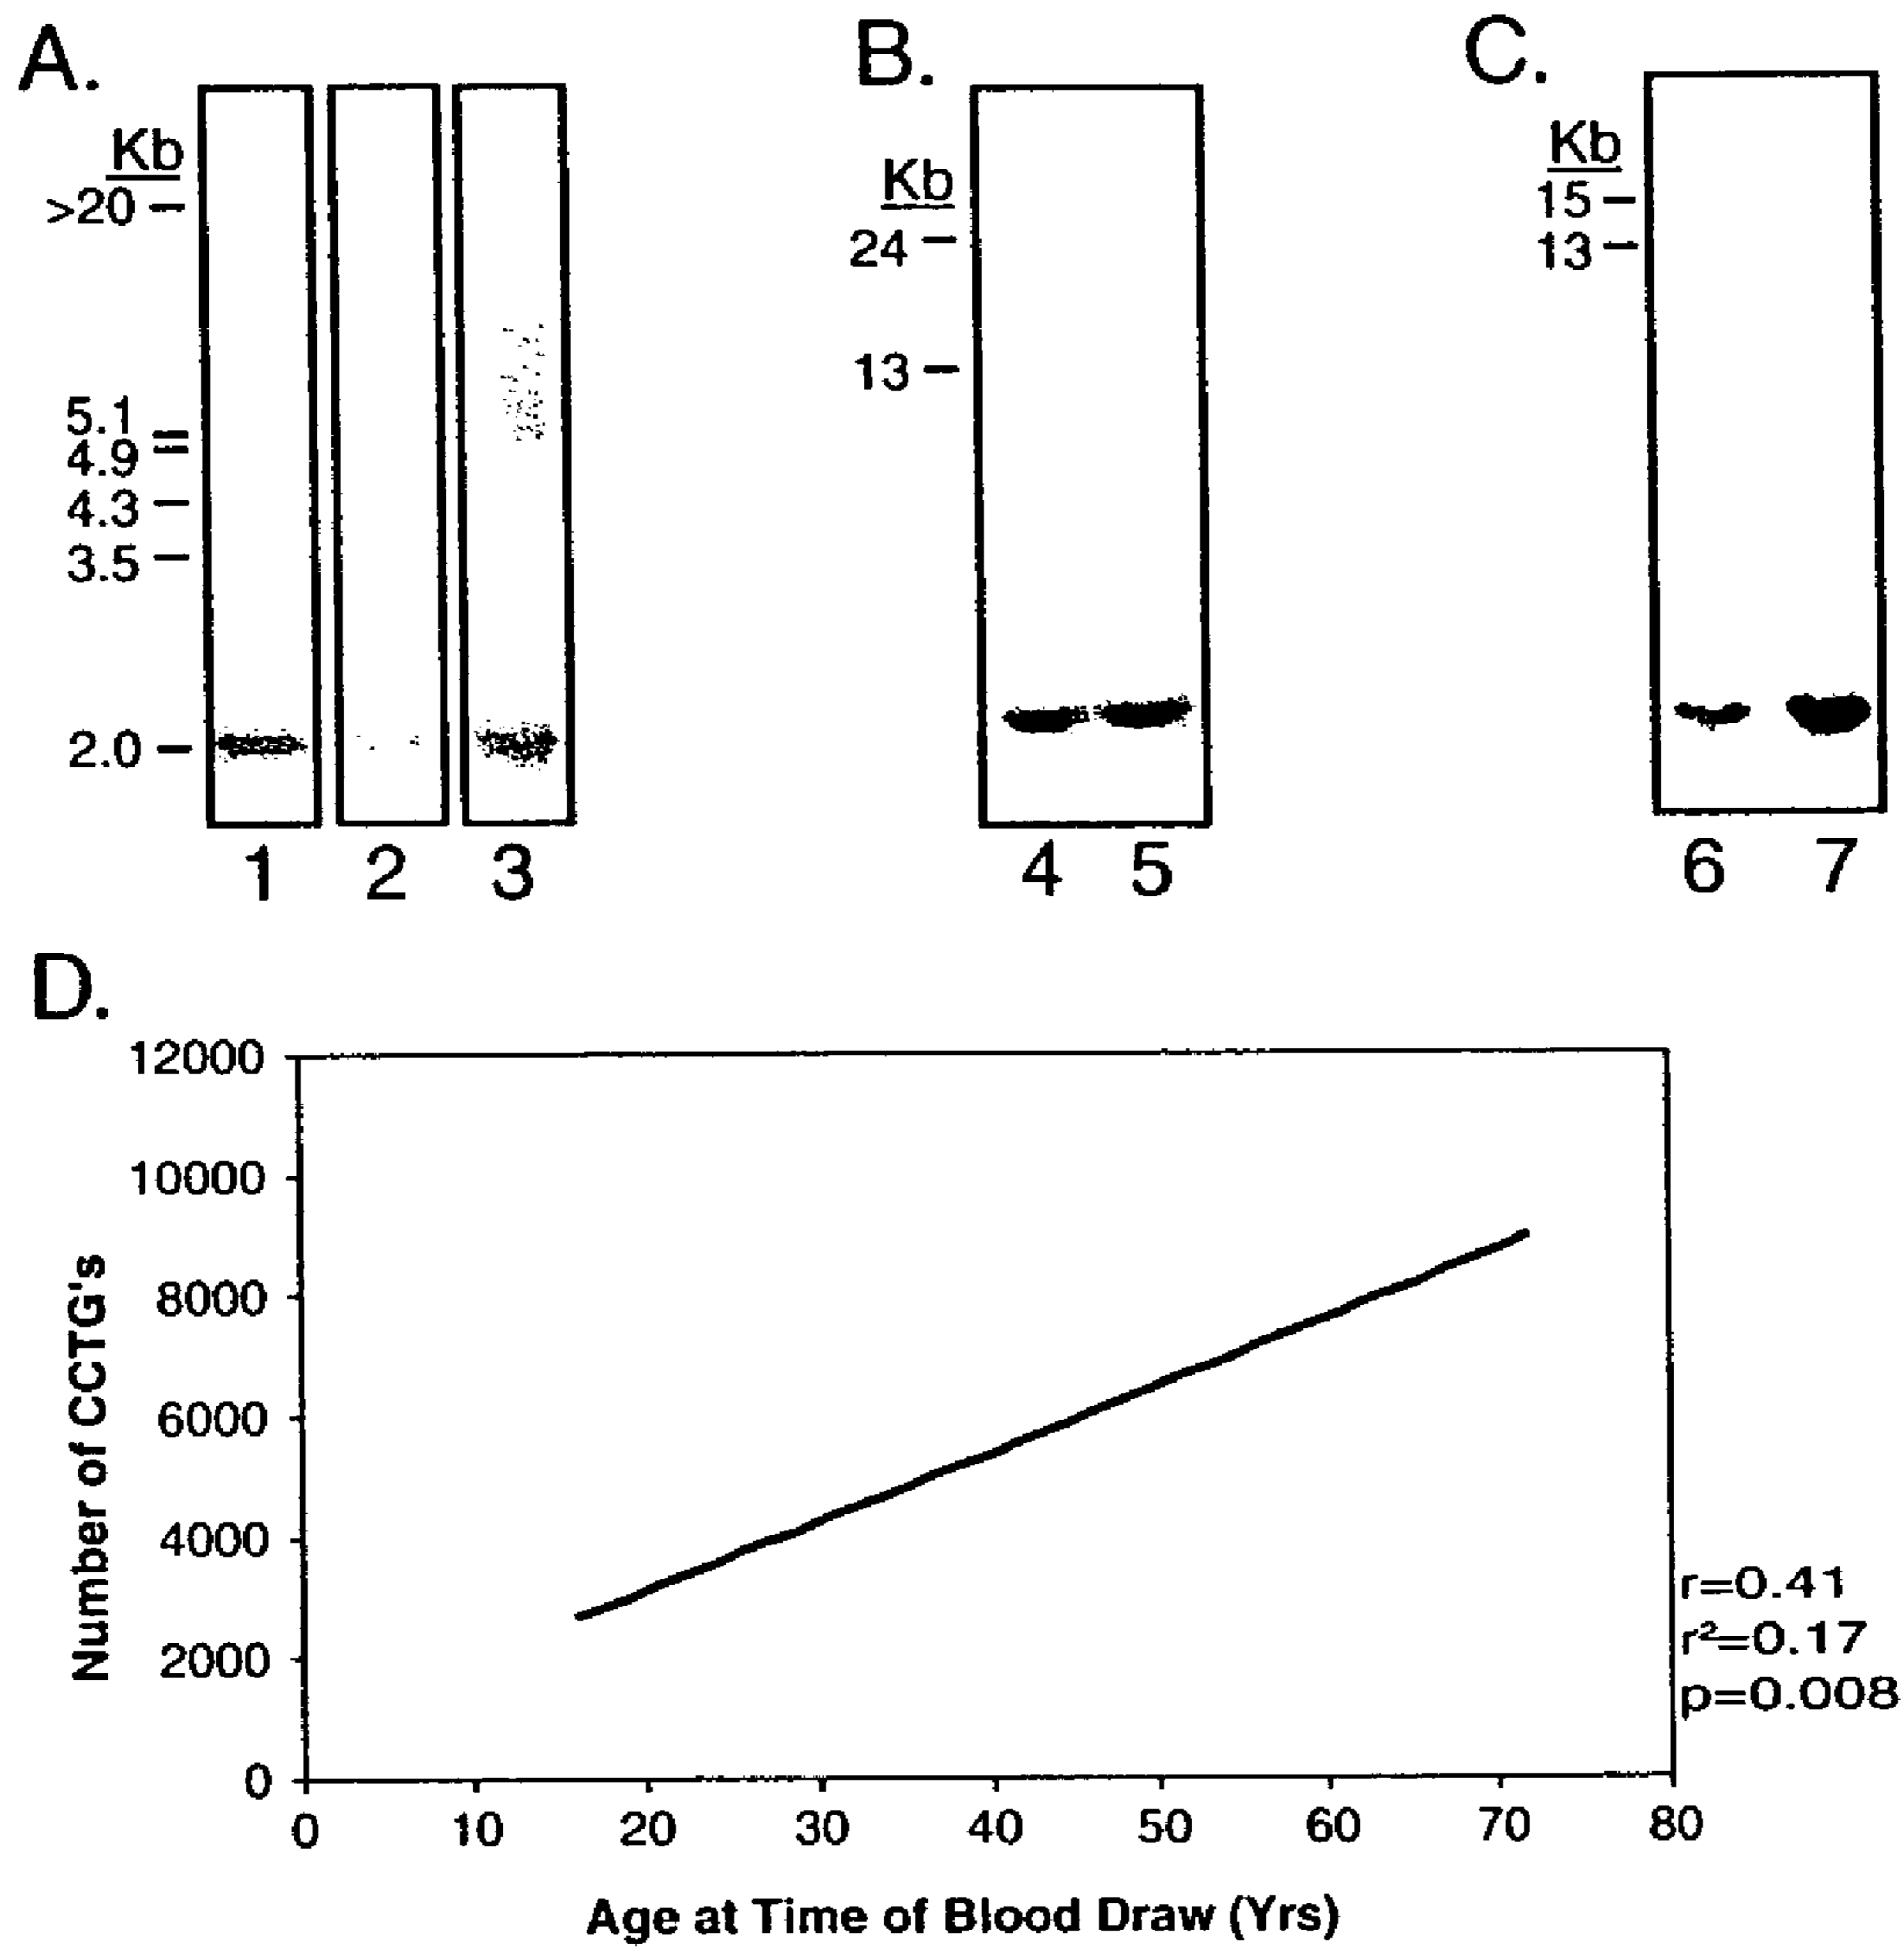 A.
Kb
>20
5.1
4.9
4.3
3.5
2.0
1 2 3
B.
Kb
24
13
4 5
C.
Kb
15
13
6 7
D.
12000
10000
8000
6000
4000
2000
0
Number of CCTG's
0 10 20 30 40 50 60 70 80
Age at Time of Blood Draw (Yrs)
r=0.41
r²=0.17
p=0.008